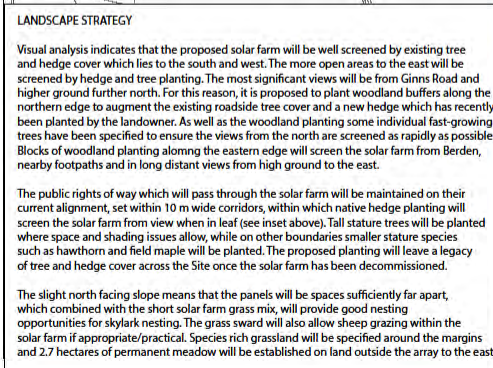 LANDSCAPE STRATEGY
Visual analysis indicates that the proposed solar farm will be well screened by existing tree
and hedge cover which lies to the south and west. The more open areas to the east will be
screened by hedge and tree planting. The most significant views will be from Ginns Road and
higher ground further north. For this reason, it is proposed to plant woodland buffers along the
northern edge to augment the existing roadside tree cover and a new hedge which has recently
been planted by the landowner. As well as the woodland planting some individual fast-growing
trees have been specified to ensure the views from the north are screened as rapidly as possible
Blocks of woodland planting alomng the eastern edge will screen the solar farm from Berden,
nearby footpaths and in long distant views from high ground to the east.
The public rights of way which will pass through the solar farm will be maintained on their
current alignment, set within 10 m wide corridors, within which native hedge planting will
screen the solar farm from view when in leaf (see inset above). Tall stature trees will be planted
where space and shading issues allow, while on other boundaries smaller stature species
such as hawthorn and field maple will be planted. The proposed planting will leave a legacy
of tree and hedge cover across the Site once the solar farm has been decommissioned.
The slight north facing slope means that the panels will be spaces sufficiently far apart,
which combined with the short solar farm grass mix, will provide good nesting
opportunities for skylark nesting. The grass sward will also allow sheep grazing within the
solar farm if appropriate/practical. Species rich grassland will be specified around the margins
and 2.7 hectares of permanent meadow will be established on land outside the array to the east